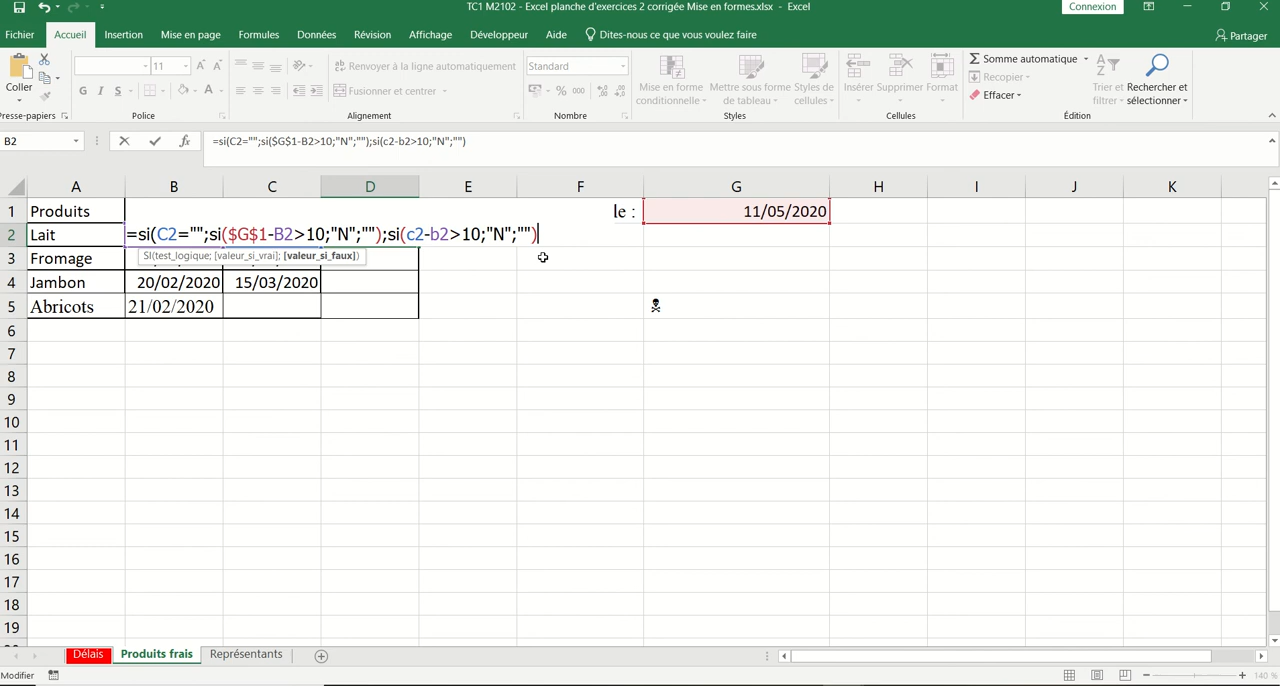 TC1 M2102 - Excel planche d'exercices 2 corrigée Mise en formes.xlsx - Excel
Connexion
Fichier Accueil Insertion Mise en page Formules Données Révision Affichage Développeur Aide Dites-nous ce que vous voulez faire Partager
11 Renvoyer à la ligne automatiquement Standard Somme automatique
Coller G I S A Fusionner et centrer % 000 Mise en forme conditionnelle Mettre sous forme de tableau Styles de cellules Insérer Supprimer Format Recopier Effacer Trier et filtrer Rechercher et sélectionner
Presse-papiers Police Alignement Nombre Styles Cellules Édition
B2 fx =si(C2="";si($G$1-B2>10;"N";"");si(c2-b2>10;"N";"")
A B C D E F G H I J K
1 Produits le : 11/05/2020
2 Lait =si(C2="";si($G$1-B2>10;"N";"");si(c2-b2>10;"N";"")
SI(test_logique; [valeur_si_vrai]; [valeur_si_faux])
3 Fromage
4 Jambon 20/02/2020 15/03/2020
5 Abricots 21/02/2020
6
7
8
9
10
11
12
13
14
15
16
17
18
19
Délais Produits frais Représentants
Modifier 140 %